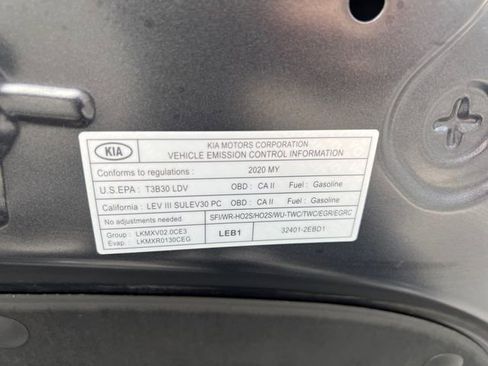 KIA
KIA MOTORS CORPORATION
VEHICLE EMISSION CONTROL INFORMATION
Conforms to regulations : 2020 MY
U.S.EPA : T3B30 LDV OBD : CA II Fuel : Gasoline
California : LEV III SULEV30 PC OBD : CA II Fuel : Gasoline
No adjustments needed SFI/WR-HO2S/HO2S/WU-TWC/TWC/EGR/EGRC
Group : LKMXV02.0CE3 LEB1 32401-2EBD1
Evap. : LKMXR0130CEG